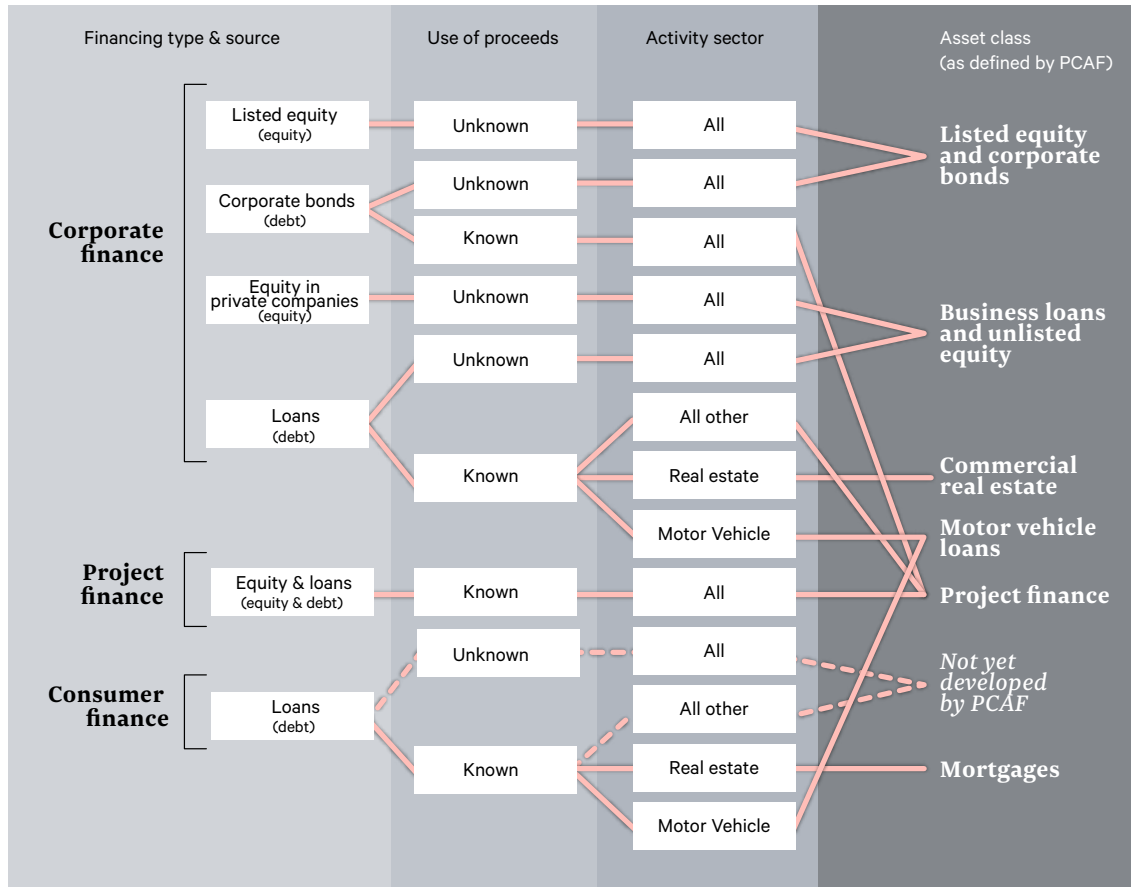 Financing type & source
Use of proceeds
Activity sector
Asset class
(as defined by PCAF)
Corporate
finance
Listed equity
(equity)
Unknown
All
Corporate bonds
(debt)
Unknown
All
Known
All
Listed equity
and corporate
bonds
Equity in
private companies
(equity)
Unknown
All
Loans
(debt)
Unknown
All
Business loans
and unlisted
equity
Known
All other
Real estate
Motor Vehicle
Commercial
real estate
Motor vehicle
loans
Project
finance
Equity & loans
(equity & debt)
Known
All
Project finance
Consumer
finance
Loans
(debt)
Unknown
All
Known
All other
Real estate
Motor Vehicle
Not yet
developed
by PCAF
Mortgages